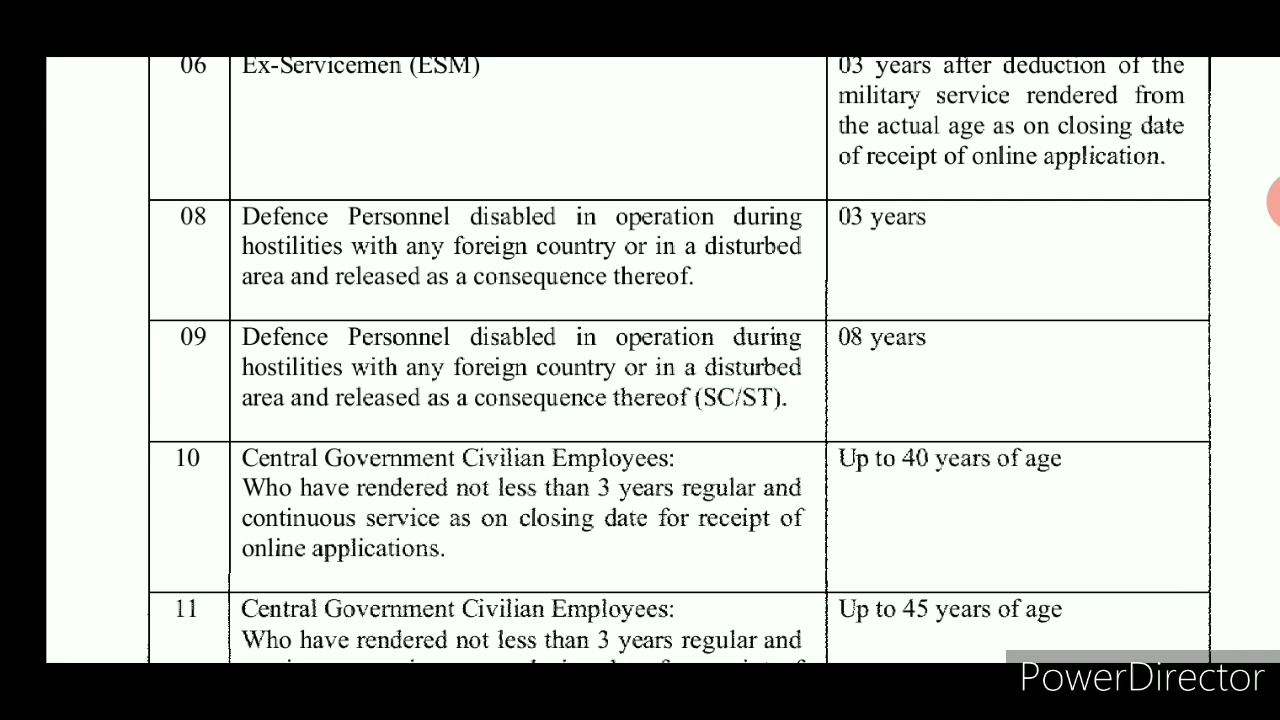 06 Ex-Servicemen (ESM) 03 years after deduction of the
military service rendered from
the actual age as on closing date
of receipt of online application.
08 Defence Personnel disabled in operation during 03 years
hostilities with any foreign country or in a disturbed
area and released as a consequence thereof.
09 Defence Personnel disabled in operation during 08 years
hostilities with any foreign country or in a disturbed
area and released as a consequence thereof (SC/ST).
10 Central Government Civilian Employees: Up to 40 years of age
Who have rendered not less than 3 years regular and
continuous service as on closing date for receipt of
online applications.
11 Central Government Civilian Employees: Up to 45 years of age
Who have rendered not less than 3 years regular and
PowerDirector